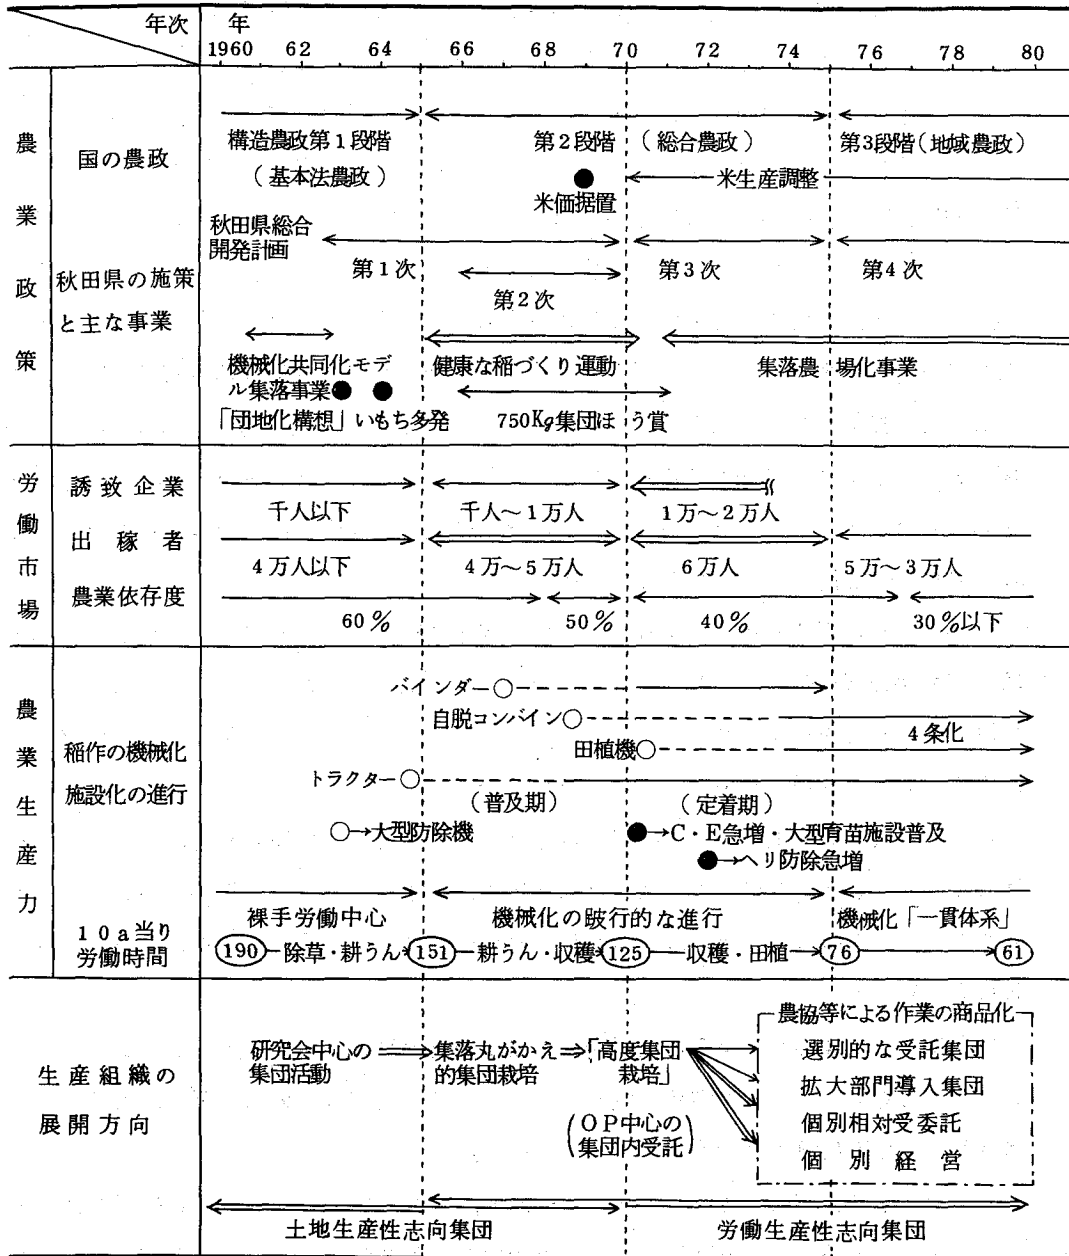 年次 年
1960 62 64 66 68 70 72 74 76 78 80
農業政策
国の農政
構造農政第1段階 第2段階 (総合農政) 第3段階(地域農政)
(基本法農政) 米生産調整
米価据置
秋田県の施策
と主な事業
秋田県総合
開発計画
第1次 第3次 第4次
第2次
機械化共同化モデ 健康な稲づくり運動 集落農場化事業
ル集落事業
「団地化構想」いもち多発 750Kg集団ほう賞
労働市場
誘致企業
千人以下 千人~1万人 1万~2万人
出稼者
4万人以下 4万~5万人 6万人 5万~3万人
農業依存度
60% 50% 40% 30%以下
農業生産力
稲作の機械化
施設化の進行
バインダー
自脱コンバイン 4条化
田植機
トラクター
(普及期) (定着期)
大型防除機 C・E急増・大型育苗施設普及
ヘリ防除急増
裸手労働中心 機械化の跛行的な進行 機械化「一貫体系」
10a当り
労働時間
190 除草・耕うん 151 耕うん・収穫 125 収穫・田植 76 61
生産組織の
展開方向
研究会中心の
集団活動
集落丸がかえ
的集団栽培
「高度集団
栽培」
(OP中心の
集団内受託)
農協等による作業の商品化
選別的な受託集団
拡大部門導入集団
個別相対受委託
個別経営
土地生産性志向集団 労働生産性志向集団